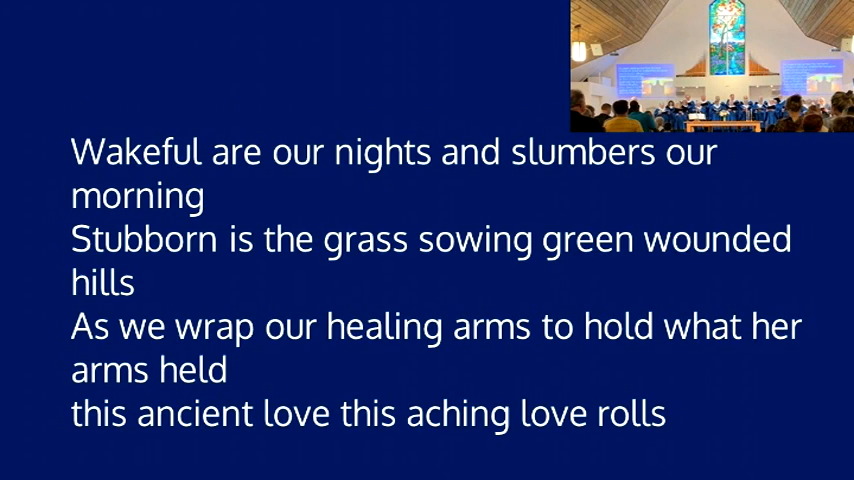 Wakeful are our nights and slumbers our
morning
Stubborn is the grass sowing green wounded
hills
As we wrap our healing arms to hold what her
arms held
this ancient love this aching love rolls